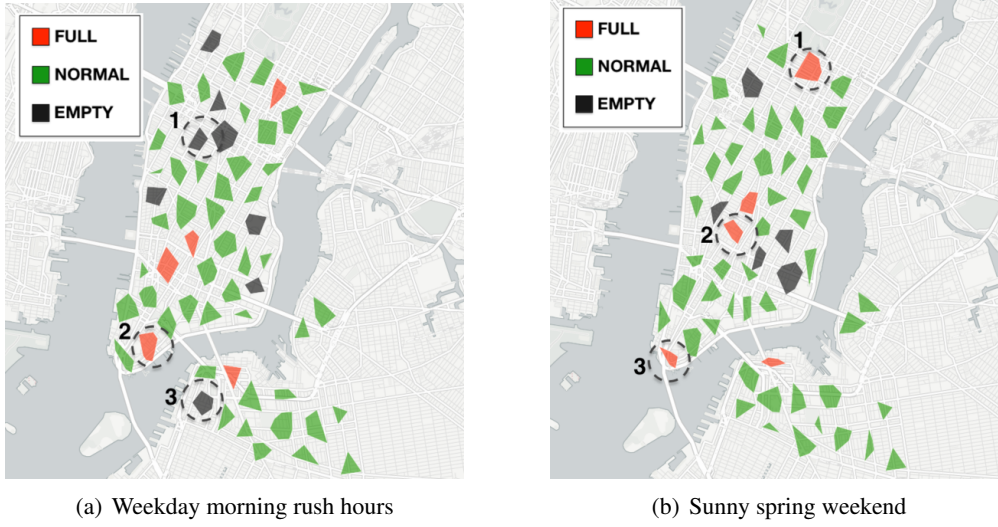 FULL
NORMAL
EMPTY
1
2
3
(a) Weekday morning rush hours
FULL
NORMAL
EMPTY
1
2
3
(b) Sunny spring weekend